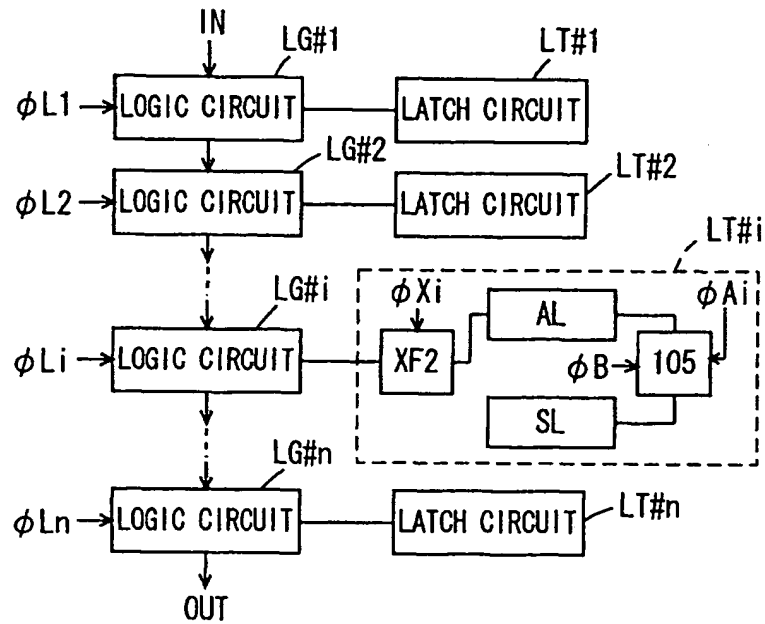 IN
LG#1
LT#1
φL1
LOGIC CIRCUIT
LATCH CIRCUIT
LG#2
LT#2
φL2
LOGIC CIRCUIT
LATCH CIRCUIT
LT#i
LG#i
φXi
φAi
AL
φLi
LOGIC CIRCUIT
XF2
φB
105
SL
LG#n
LT#n
φLn
LOGIC CIRCUIT
LATCH CIRCUIT
OUT